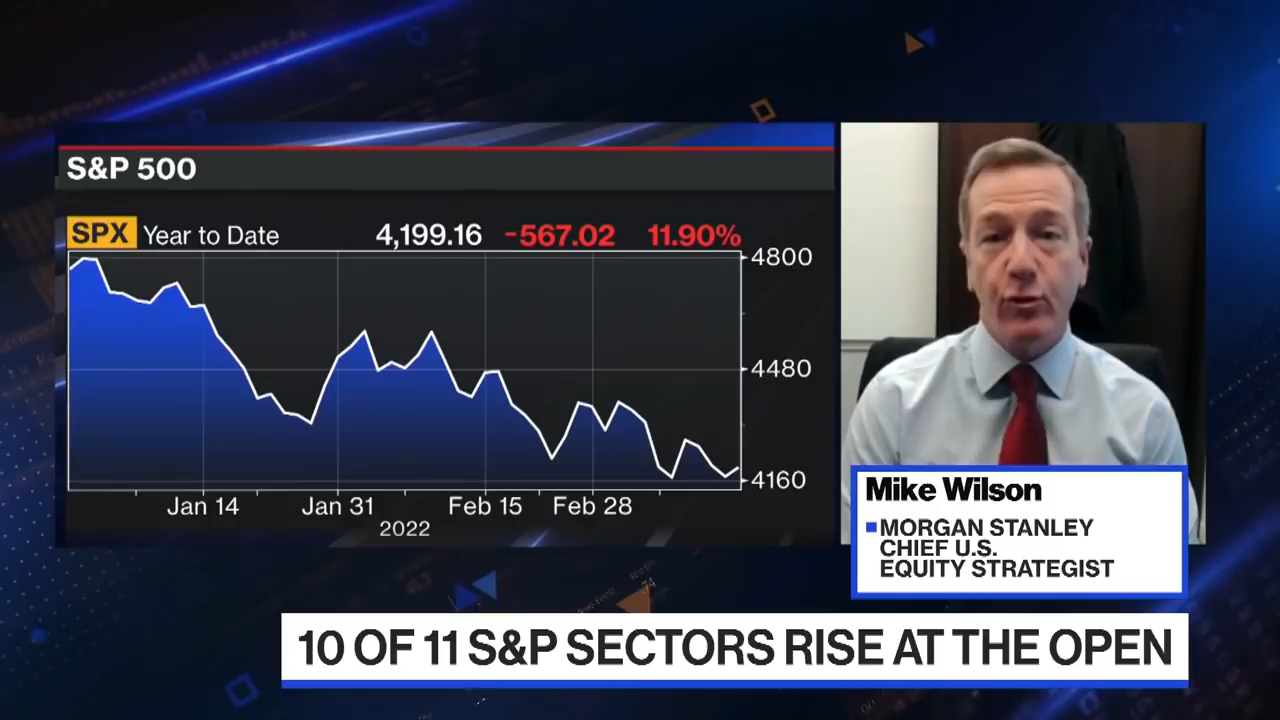 S&P 500
SPX Year to Date 4,199.16 -567.02 11.90%
4800
4480
4160
Jan 14 Jan 31 Feb 15 Feb 28
2022
Mike Wilson
MORGAN STANLEY
CHIEF U.S.
EQUITY STRATEGIST
10 OF 11 S&P SECTORS RISE AT THE OPEN